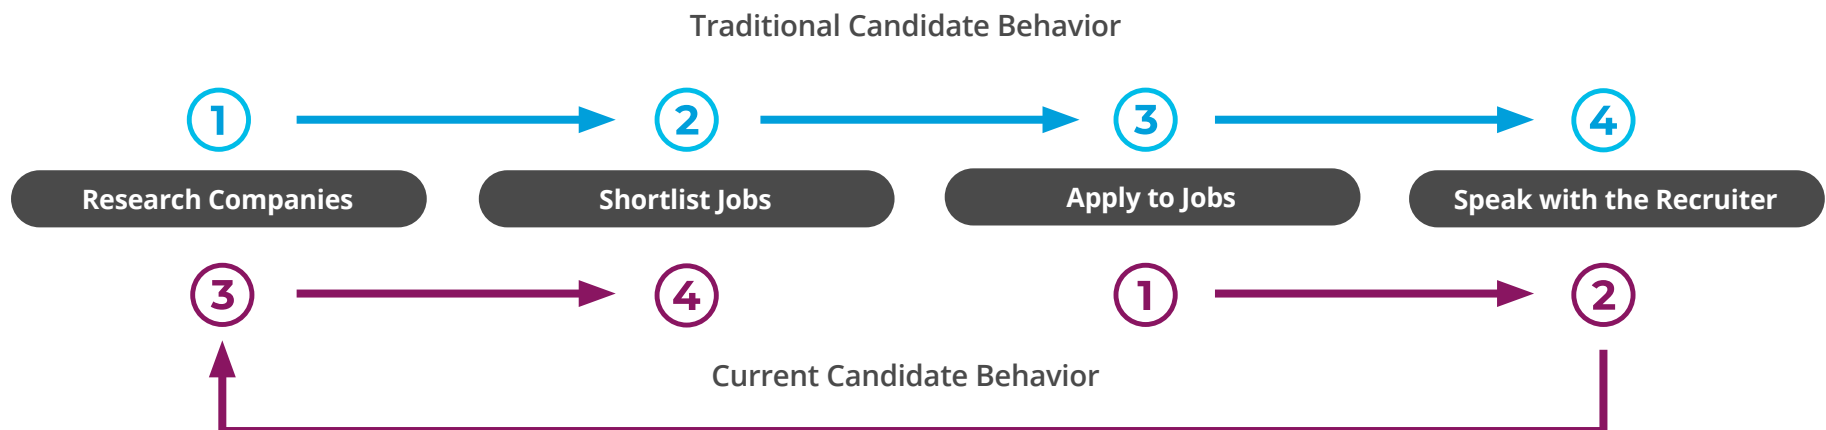 Traditional Candidate Behavior
1 2 3 4
Research Companies Shortlist Jobs Apply to Jobs Speak with the Recruiter
3 4 1 2
Current Candidate Behavior